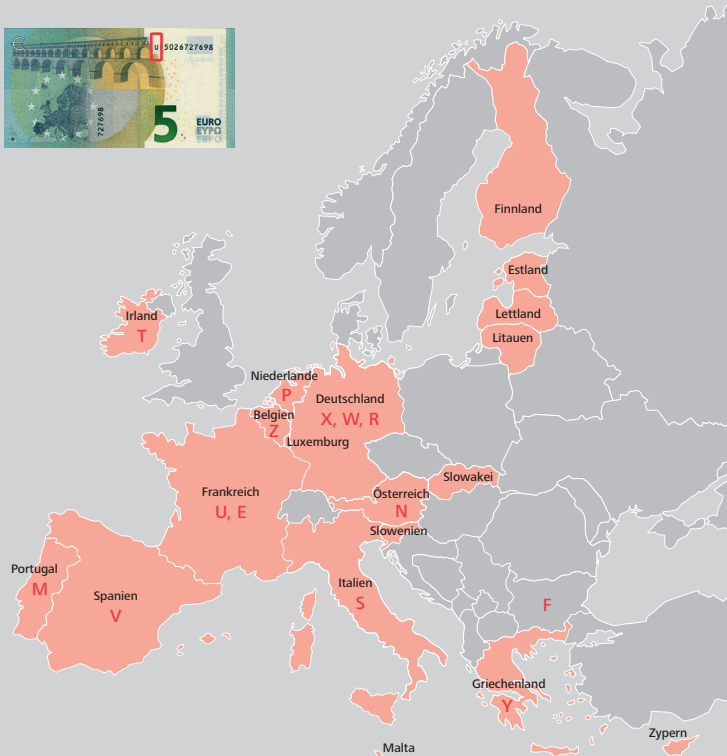 U 5026727698
727698
5
EURO
ΕΥΡΩ
ЕВРО
Finnland
Estland
Lettland
Litauen
Irland
T
Niederlande
P
Deutschland
X, W, R
Belgien
Z
Luxemburg
Frankreich
U, E
Slowakei
Österreich
N
Slowenien
Portugal
M
Spanien
V
Italien
S
F
Griechenland
Y
Zypern
Malta